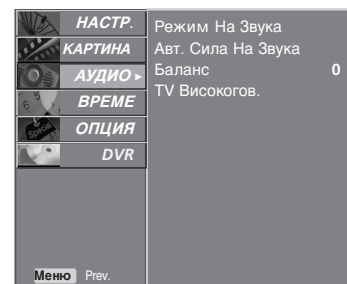 НАСТР.
КАРТИНА
АУДИО ▸
ВРЕМЕ
ОПЦИЯ
DVR
Режим На Звука
Авт. Сила На Звука
Баланс 0
TV Високогов.
Меню Prev.